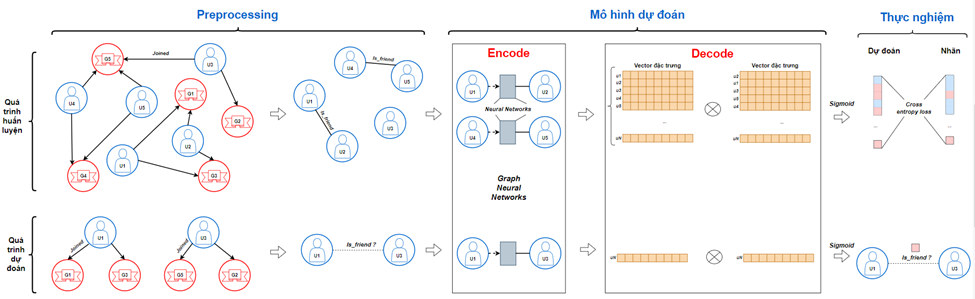 Preprocessing
Mô hình dự đoán
Thực nghiệm
Quá
trình
huấn
luyện
G5
Joined
U3
U4
U5
G1
G2
U2
U1
G4
G3
U4
Is_friend
U5
U1
Is_friend
U2
U3
Encode
U1
U2
Neural Networks
U4
U5
Graph
Neural
Networks
Decode
Vector đặc trưng
Vector đặc trưng
u1
u2
u3
u4
u5
...
uN
u2
u1
u5
u4
u3
...
uN
Sigmoid
Dự đoán
Nhãn
Cross
entropy loss
...
Quá
trình dự
đoán
U1
Joined
G1
G3
U3
Joined
G5
G2
Is_friend ?
U1
U3
U1
U3
uN
uN
Sigmoid
Is_friend ?
U1
U3